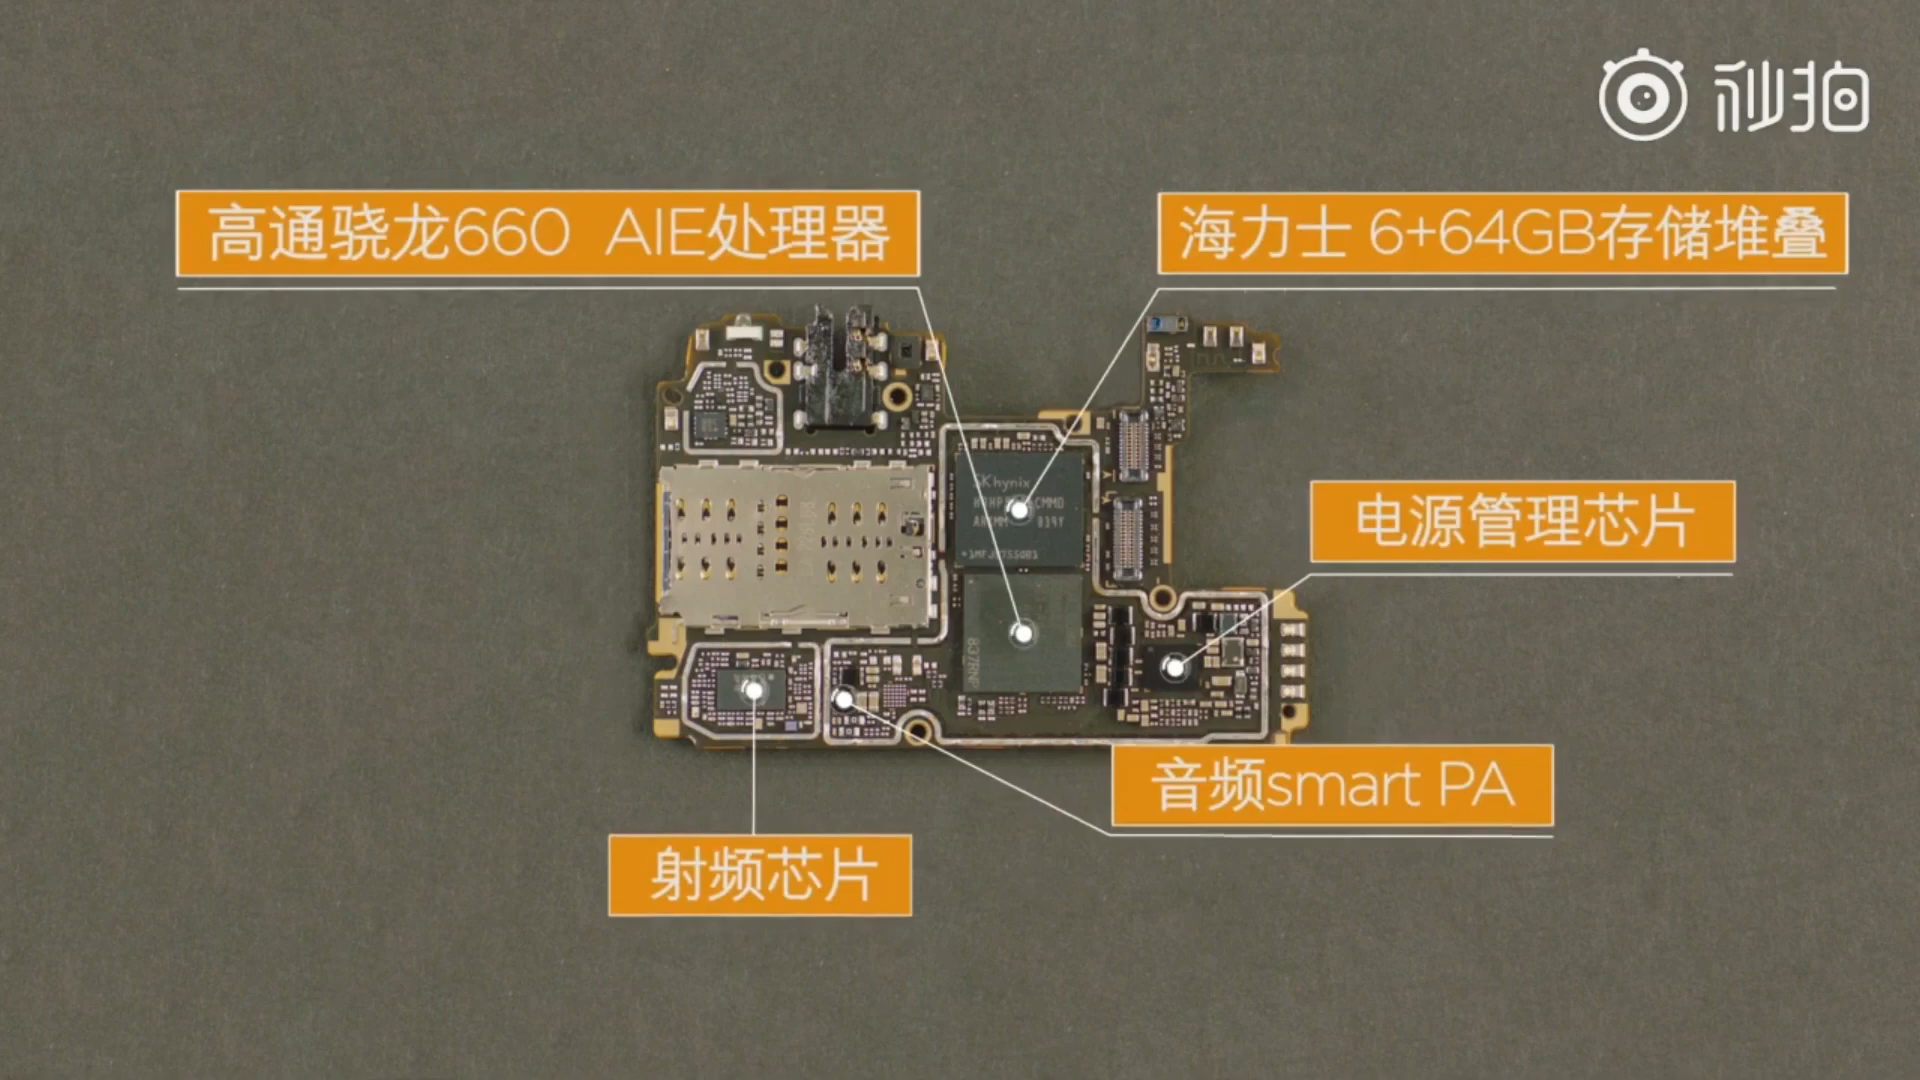 秒拍
高通骁龙660 AIE处理器
海力士 6+64GB存储堆叠
SK hynix
电源管理芯片
音频smart PA
射频芯片